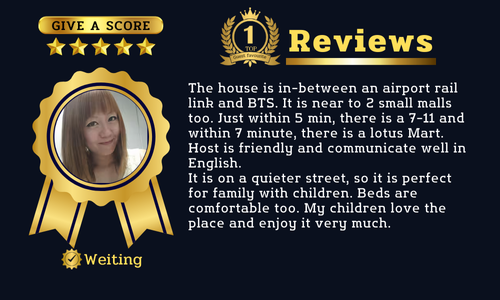 GIVE A SCORE
1
TOP
Reviews
The house is in-between an airport rail
link and BTS. It is near to 2 small malls
too. Just within 5 min, there is a 7-11 and
within 7 minute, there is a lotus Mart.
Host is friendly and communicate well in
English.
It is on a quieter street, so it is perfect
for family with children. Beds are
comfortable too. My children love the
place and enjoy it very much.
Weiting